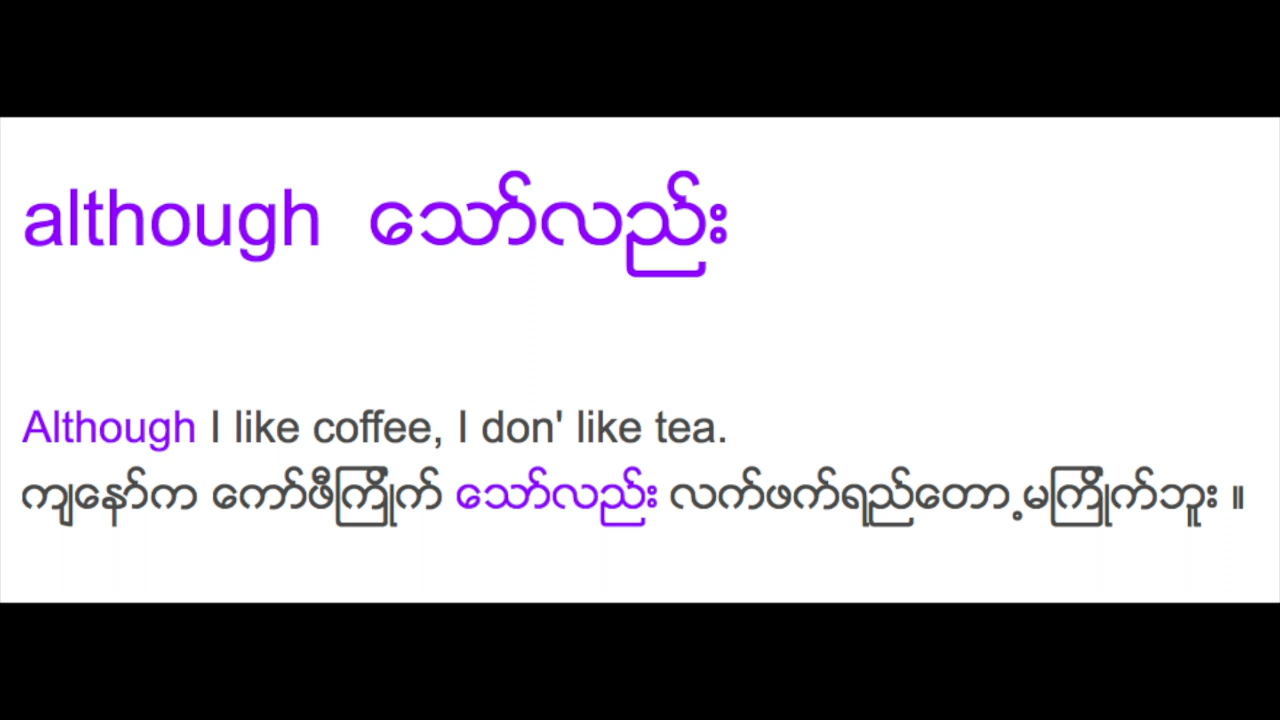 although သော်လည်း
Although I like coffee, I don' like tea.
ကျနော်က ကော်ဖီကြိုက် သော်လည်း လက်ဖက်ရည်တော့မကြိုက်ဘူး ။